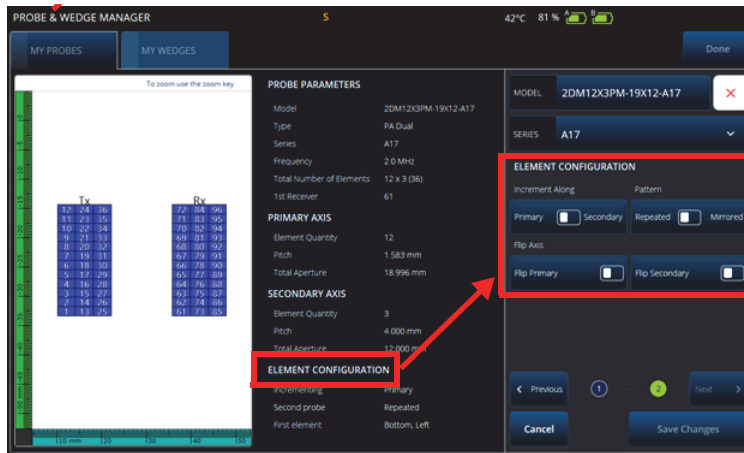 PROBE & WEDGE MANAGER
S
42°C 81 % A B
MY PROBES
MY WEDGES
Done
To zoom use the zoom key
Tx Rx
12 24 36 72 84 96
11 23 35 71 83 95
10 22 34 70 82 94
9 21 33 69 81 93
8 20 32 68 80 92
7 19 31 67 79 91
6 18 30 66 78 90
5 17 29 65 77 89
4 16 28 64 76 88
3 15 27 63 75 87
2 14 26 62 74 86
1 13 25 61 73 85
10 mm 20 30 40 50
PROBE PARAMETERS
Model 2DM12X3PM-19X12-A17
Type PA Dual
Series A17
Frequency 2.0 MHz
Total Number of Elements 12 x 3 (36)
1st Receiver 61
PRIMARY AXIS
Element Quantity 12
Pitch 1.583 mm
Total Aperture 18.996 mm
SECONDARY AXIS
Element Quantity 3
Pitch 4.000 mm
Total Aperture 12.000 mm
ELEMENT CONFIGURATION
Incrementing Primary
Second probe Repeated
First element Bottom, Left
MODEL 2DM12X3PM-19X12-A17
SERIES A17
ELEMENT CONFIGURATION
Increment Along Pattern
Primary Secondary Repeated Mirrored
Flip Axis
Flip Primary Flip Secondary
< Previous 1 2 Next >
Cancel Save Changes